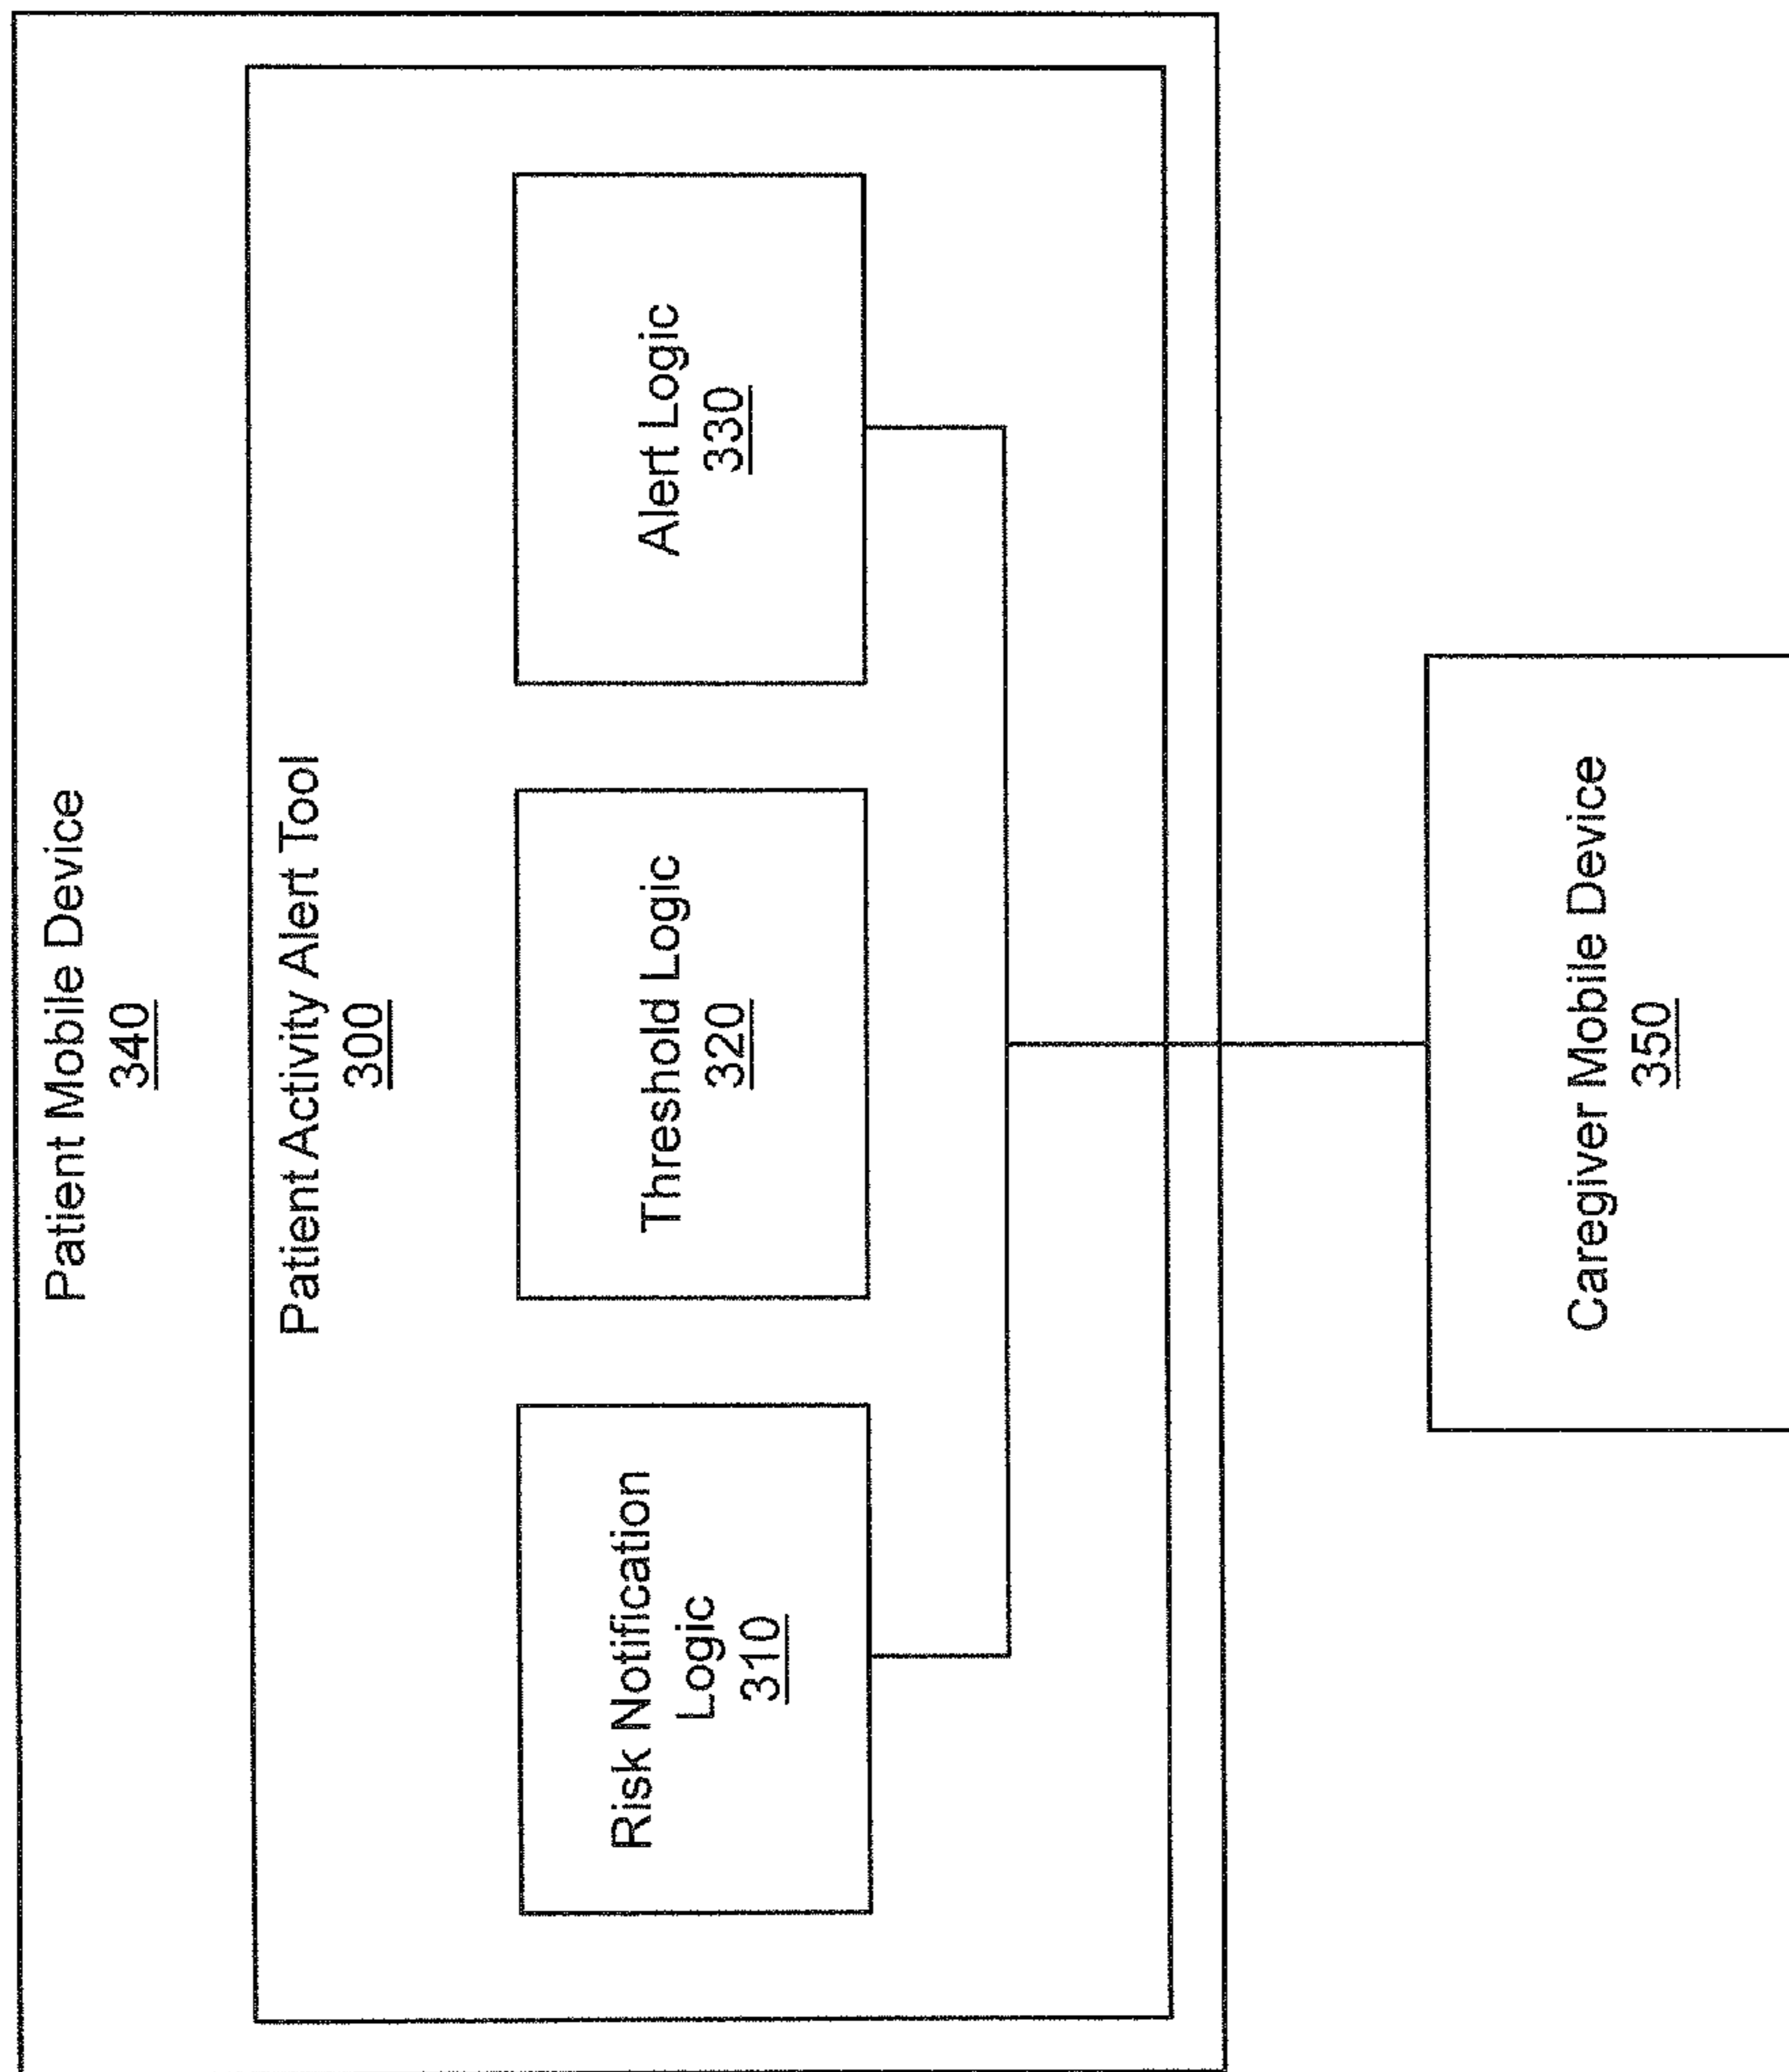 Patient Mobile Device
340
Patient Activity Alert Tool
300
Risk Notification
Logic
310
Threshold Logic
320
Alert Logic
330
Caregiver Mobile Device
350